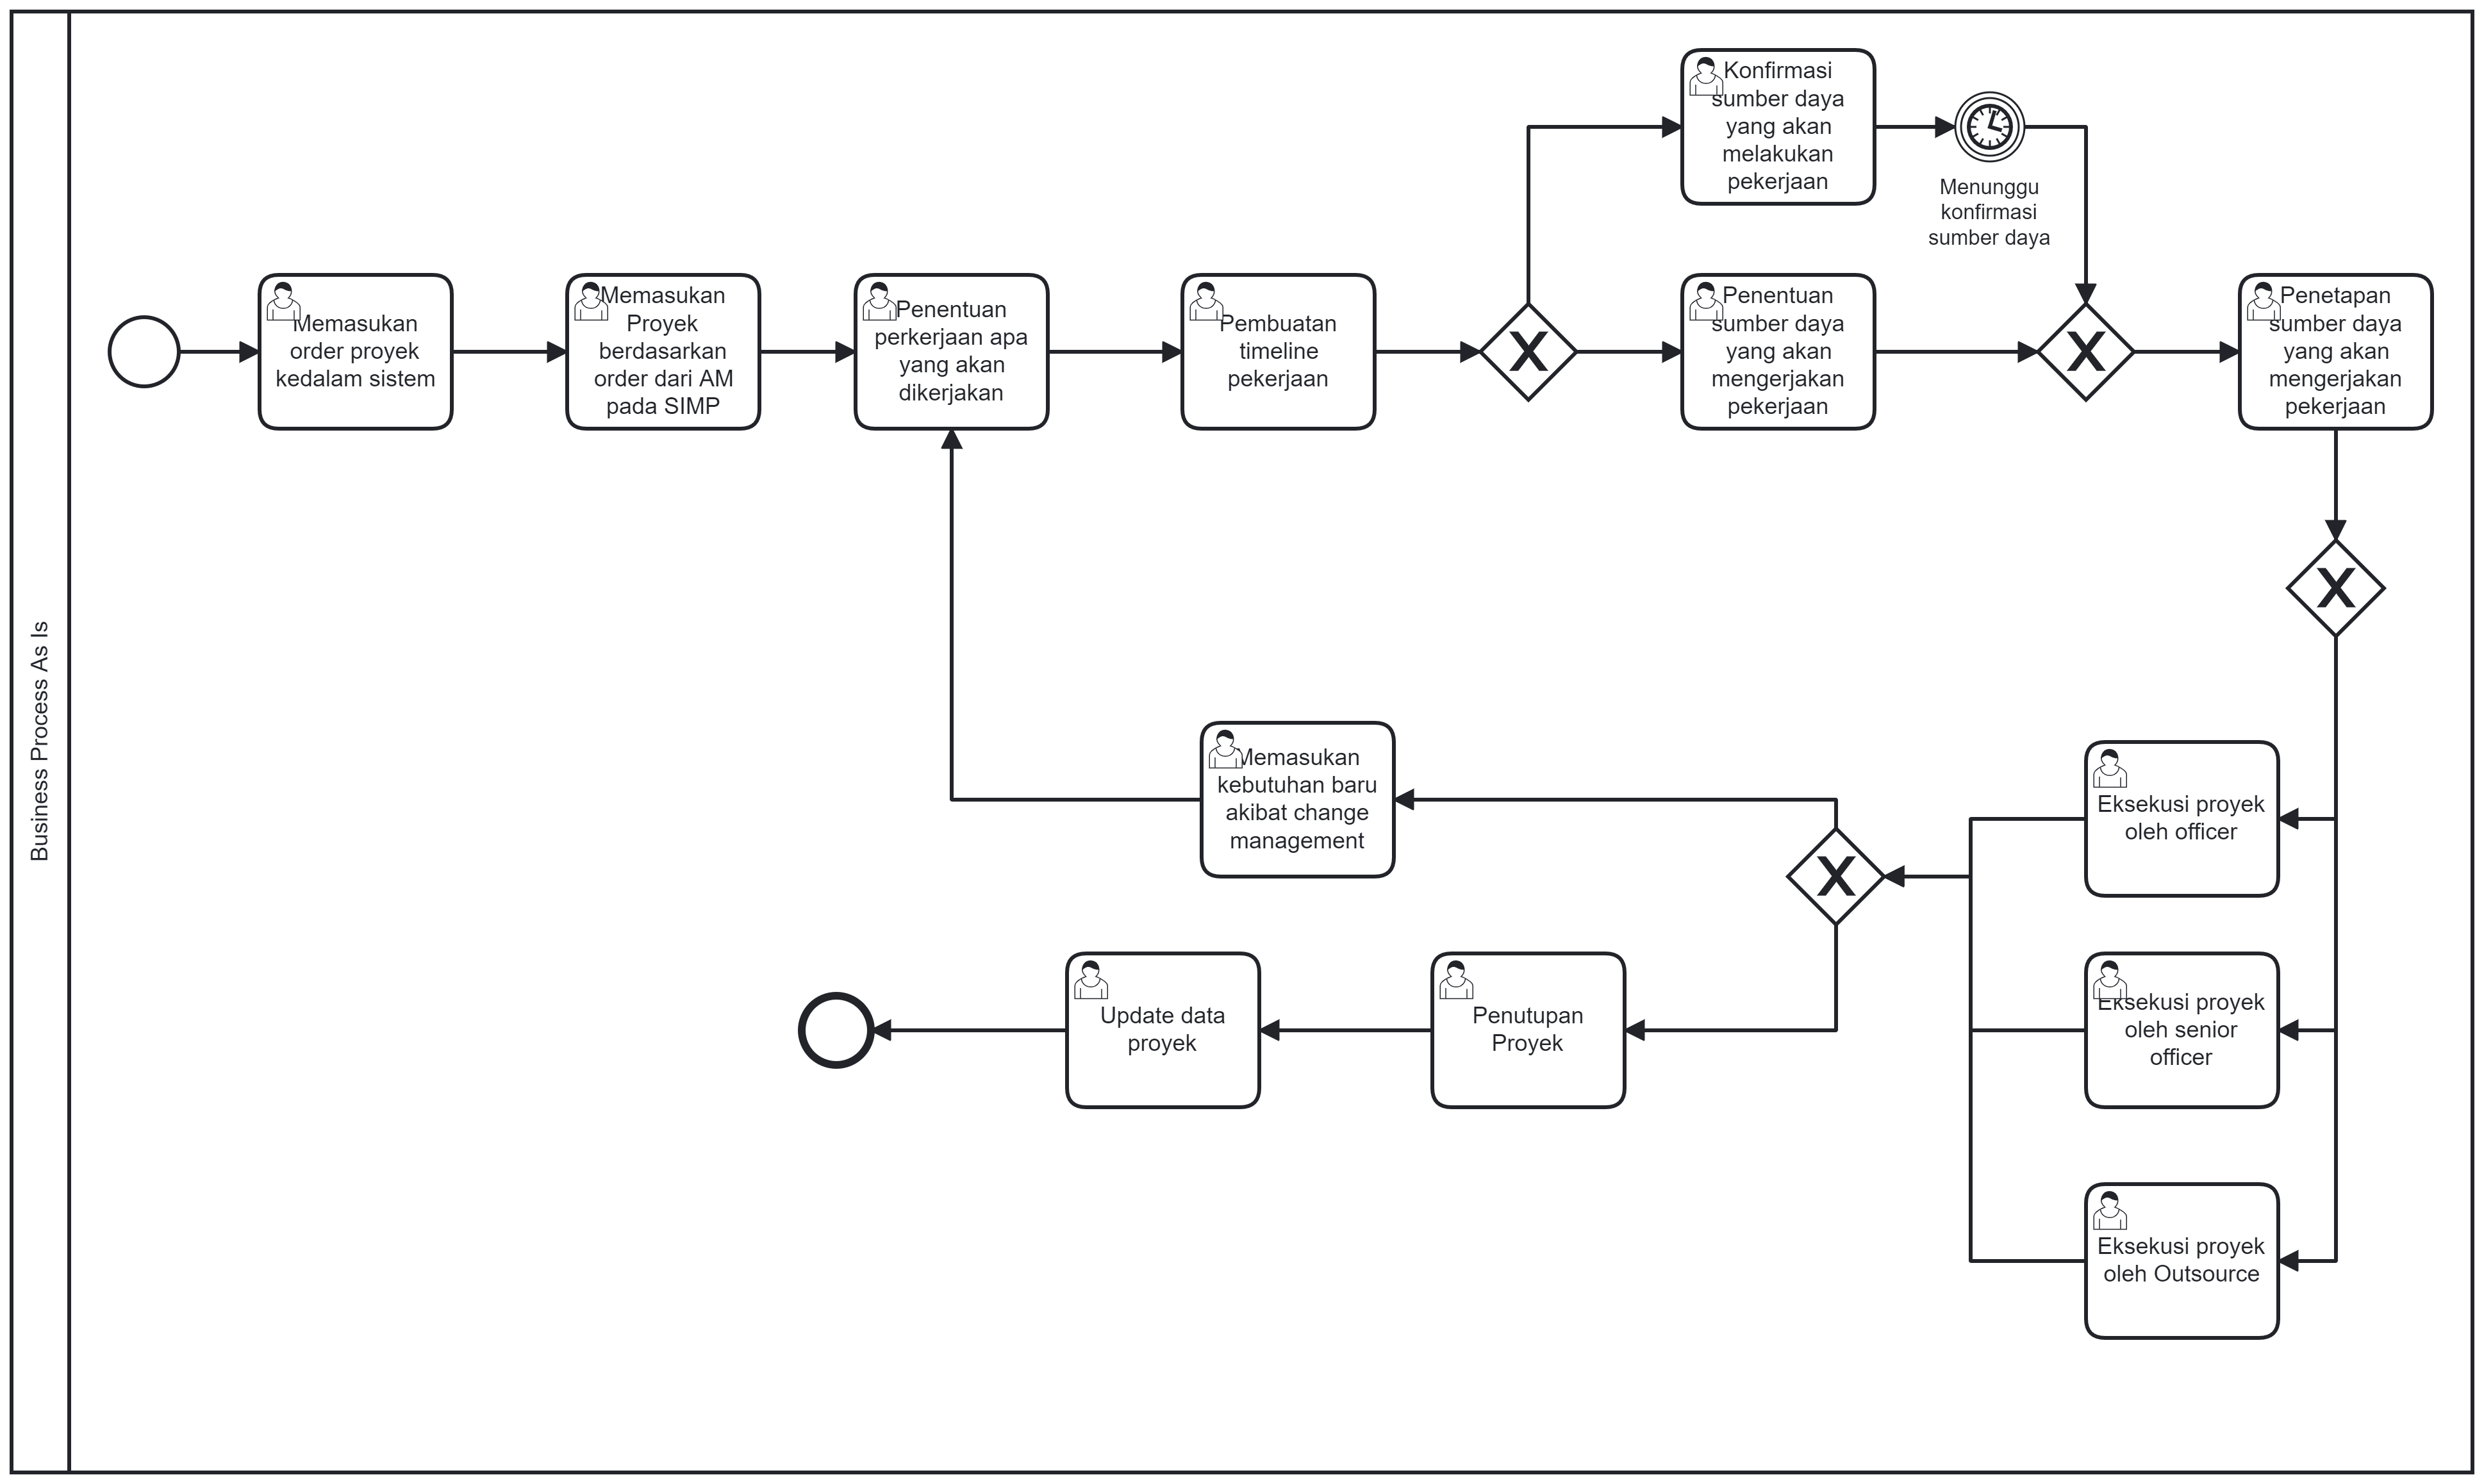 Business Process As Is
Konfirmasi
sumber daya
yang akan
melakukan
pekerjaan
Menunggu
konfirmasi
sumber daya
Memasukan
order proyek
kedalam sistem
Memasukan
Proyek
berdasarkan
order dari AM
pada SIMP
Penentuan
perkerjaan apa
yang akan
dikerjakan
Pembuatan
timeline
pekerjaan
X
Penentuan
sumber daya
yang akan
mengerjakan
pekerjaan
X
Penetapan
sumber daya
yang akan
mengerjakan
pekerjaan
X
Eksekusi proyek
oleh officer
Eksekusi proyek
oleh senior
officer
Eksekusi proyek
oleh Outsource
X
Memasukan
kebutuhan baru
akibat change
management
Penutupan
Proyek
Update data
proyek